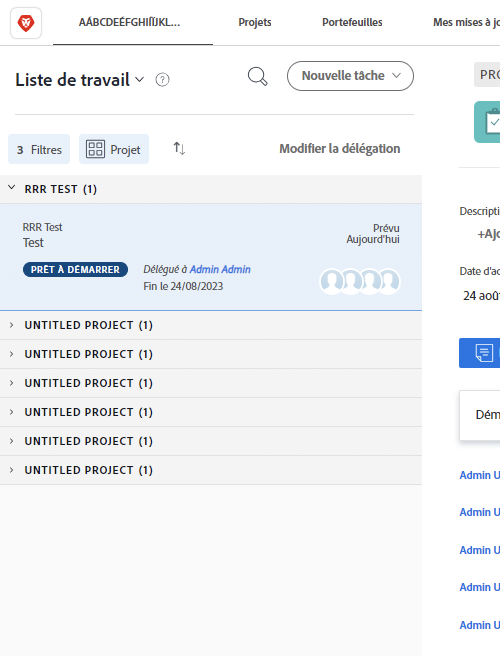 AÁBCDEÉFGHIÍÏJKL...
Projets
Portefeuilles
Mes mises à jo
Liste de travail
?
Nouvelle tâche
PRO
3 Filtres
Projet
Modifier la délégation
RRR TEST (1)
RRR Test
Prévu
Test
Aujourd'hui
PRÊT À DÉMARRER
Délégué à Admin Admin
Fin le 24/08/2023
UNTITLED PROJECT (1)
UNTITLED PROJECT (1)
UNTITLED PROJECT (1)
UNTITLED PROJECT (1)
UNTITLED PROJECT (1)
UNTITLED PROJECT (1)
Descripti
+Ajo
Date d'ac
24 aoû
Dém
Admin U
Admin U
Admin U
Admin U
Admin U